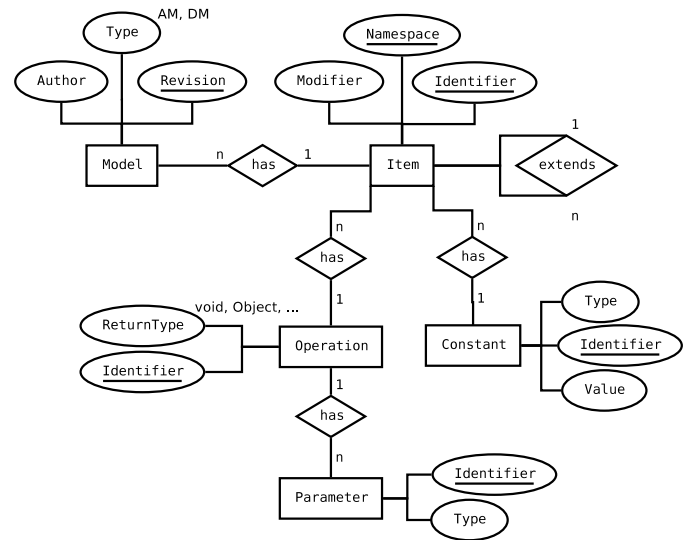 AM, DM
Type
Namespace
Author
Revision
Modifier
Identifier
1
Model
n
has
1
Item
extends
n
n
n
has
has
1
1
void, Object, ...
Type
ReturnType
Operation
Constant
Identifier
Identifier
1
Value
has
n
Identifier
Parameter
Type